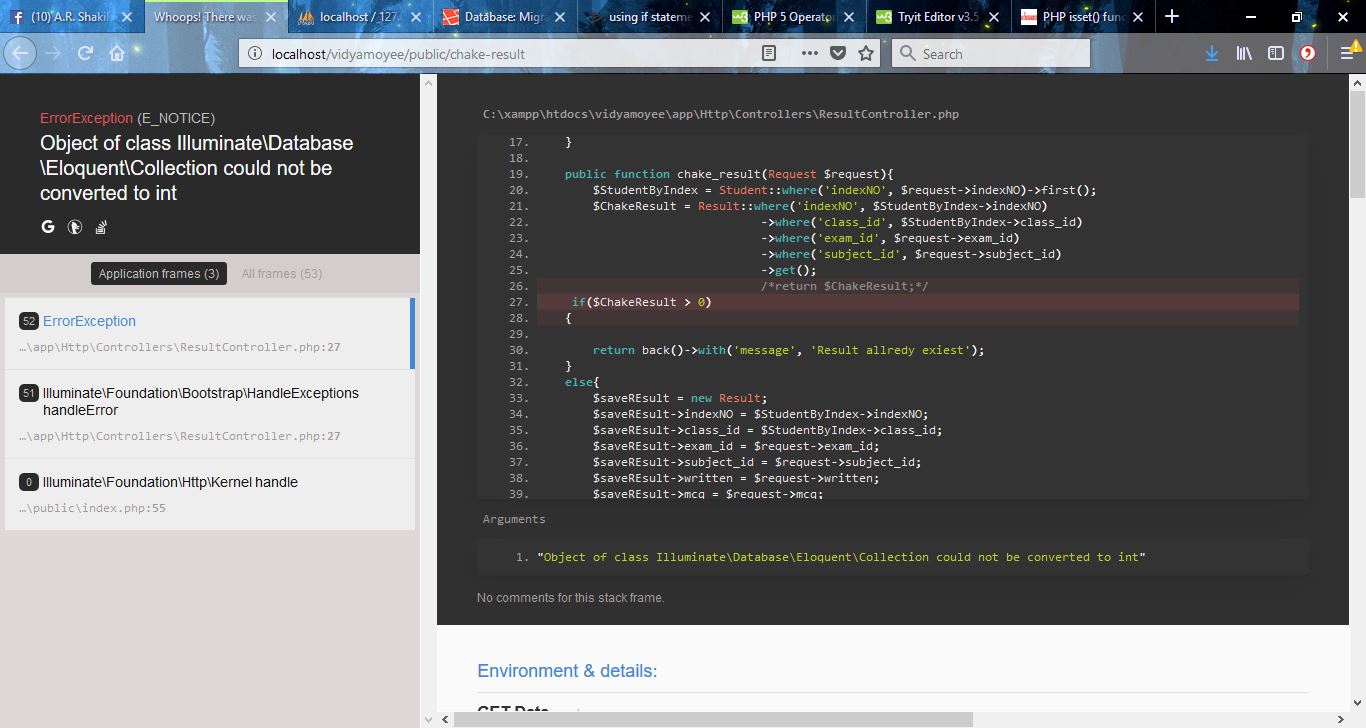 (10) A.R. Shakil
Whoops! There was
localhost / 127.
Database: Migr
using if stateme
PHP 5 Operator
Tryit Editor v3.5
PHP isset() func
localhost/vidyamoyee/public/chake-result
Search
ErrorException (E_NOTICE)
Object of class Illuminate\Database
\Eloquent\Collection could not be
converted to int
Application frames (3)
All frames (53)
52 ErrorException
…\app\Http\Controllers\ResultController.php:27
51 Illuminate\Foundation\Bootstrap\HandleExceptions
handleError
…\app\Http\Controllers\ResultController.php:27
0 Illuminate\Foundation\Http\Kernel handle
…\public\index.php:55
C:\xampp\htdocs\vidyamoyee\app\Http\Controllers\ResultController.php
17. }
18.
19. public function chake_result(Request $request){
20. $StudentByIndex = Student::where('indexNO', $request->indexNO)->first();
21. $ChakeResult = Result::where('indexNO', $StudentByIndex->indexNO)
22. ->where('class_id', $StudentByIndex->class_id)
23. ->where('exam_id', $request->exam_id)
24. ->where('subject_id', $request->subject_id)
25. ->get();
26. /*return $ChakeResult;*/
27. if($ChakeResult > 0)
28. {
29.
30. return back()->with('message', 'Result allredy exiest');
31. }
32. else{
33. $saveREsult = new Result;
34. $saveREsult->indexNO = $StudentByIndex->indexNO;
35. $saveREsult->class_id = $StudentByIndex->class_id;
36. $saveREsult->exam_id = $request->exam_id;
37. $saveREsult->subject_id = $request->subject_id;
38. $saveREsult->written = $request->written;
39. $saveREsult->mcq = $request->mcq;
Arguments
1. "Object of class Illuminate\Database\Eloquent\Collection could not be converted to int"
No comments for this stack frame.
Environment & details:
GET Data